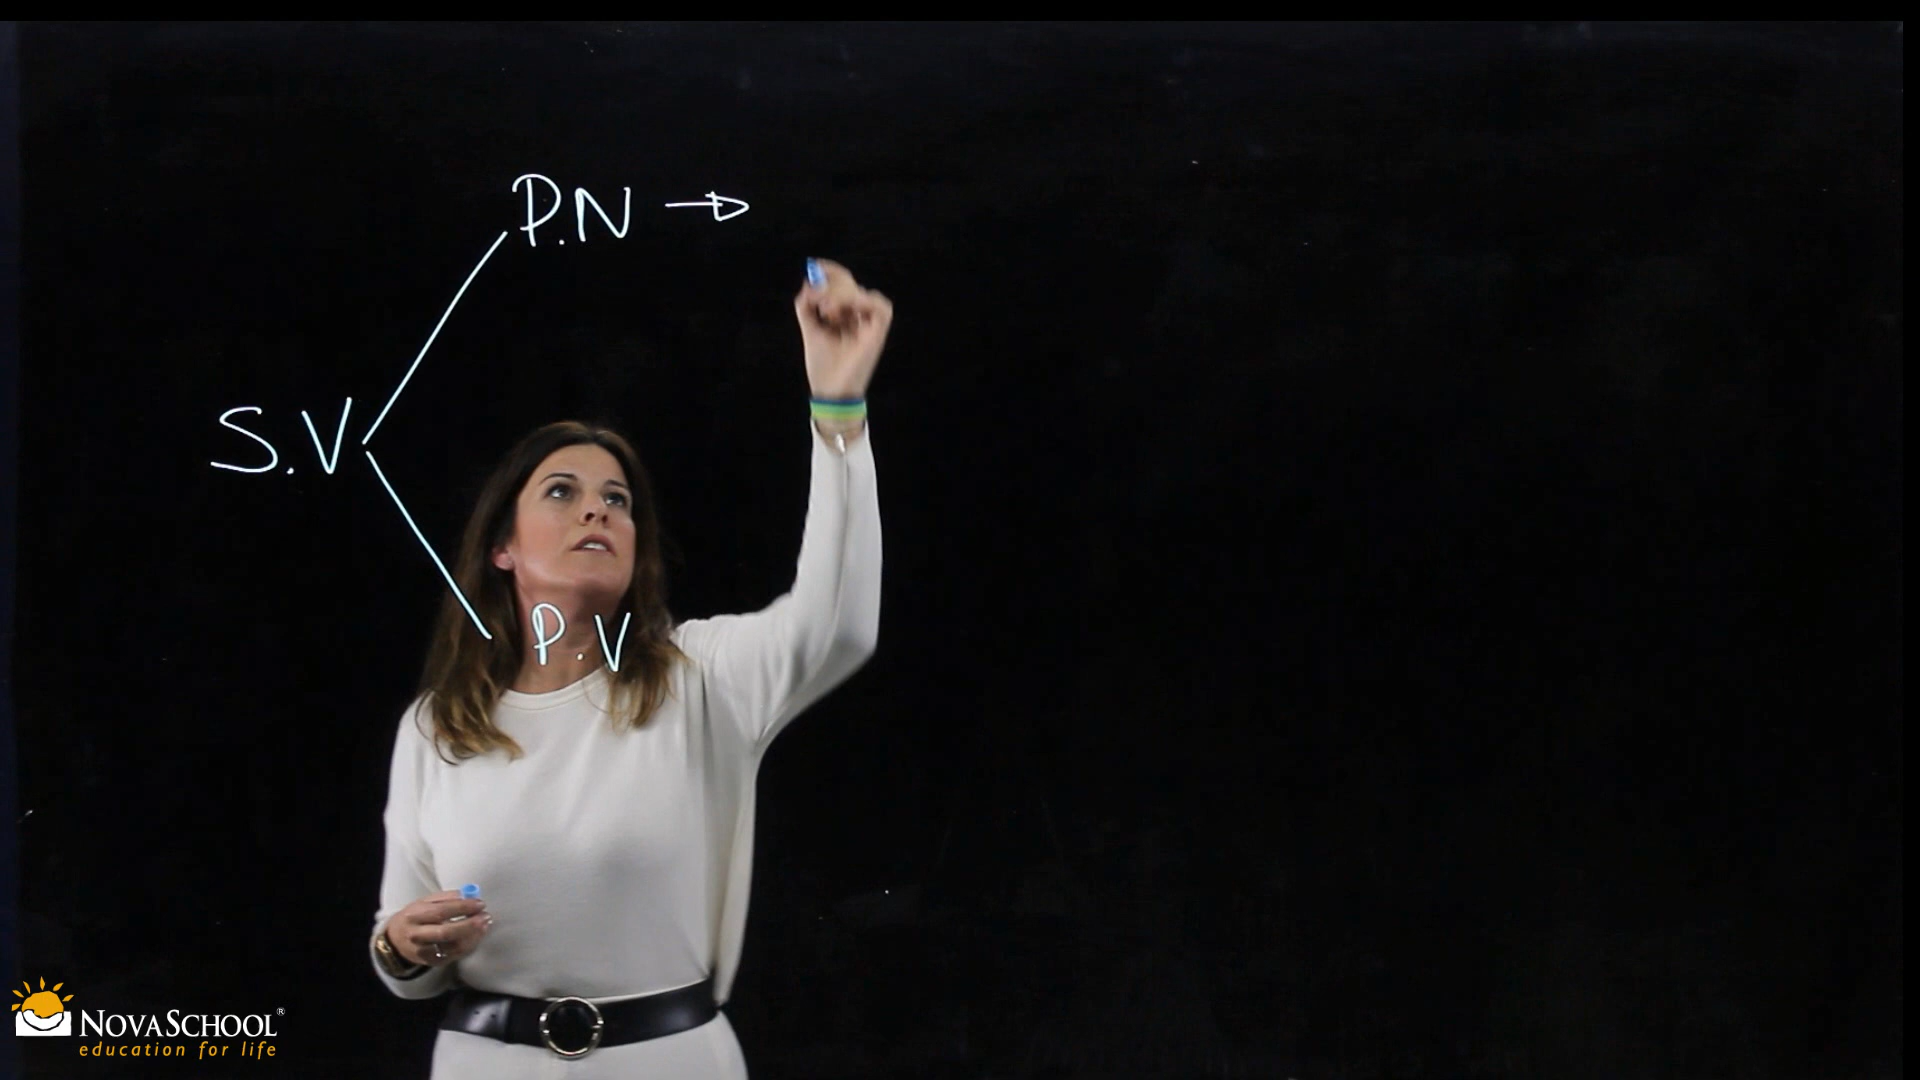 P.N →
S.V
P.V
NOVASCHOOL®
education for life